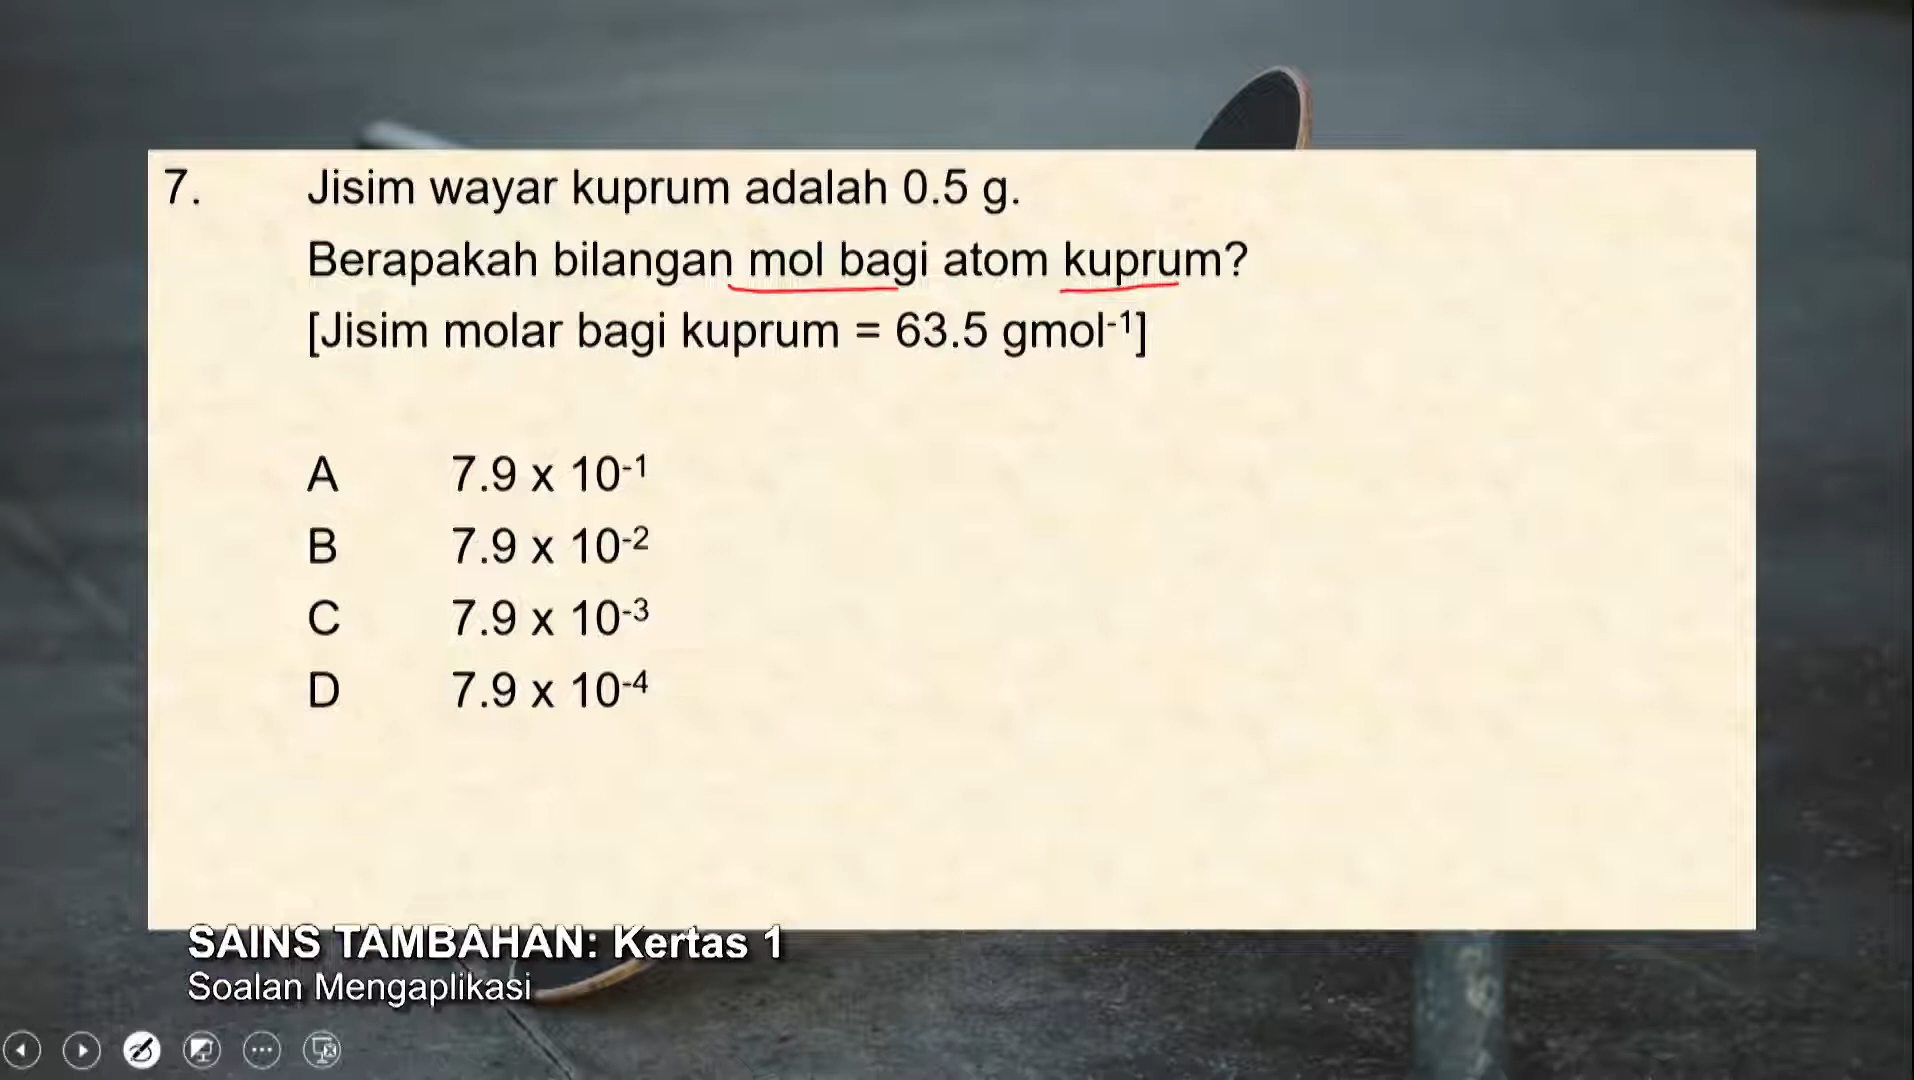 7. Jisim wayar kuprum adalah 0.5 g.
Berapakah bilangan mol bagi atom kuprum?
[Jisim molar bagi kuprum = 63.5 gmol⁻¹]
A 7.9 x 10⁻¹
B 7.9 x 10⁻²
C 7.9 x 10⁻³
D 7.9 x 10⁻⁴
SAINS TAMBAHAN: Kertas 1
Soalan Mengaplikasi